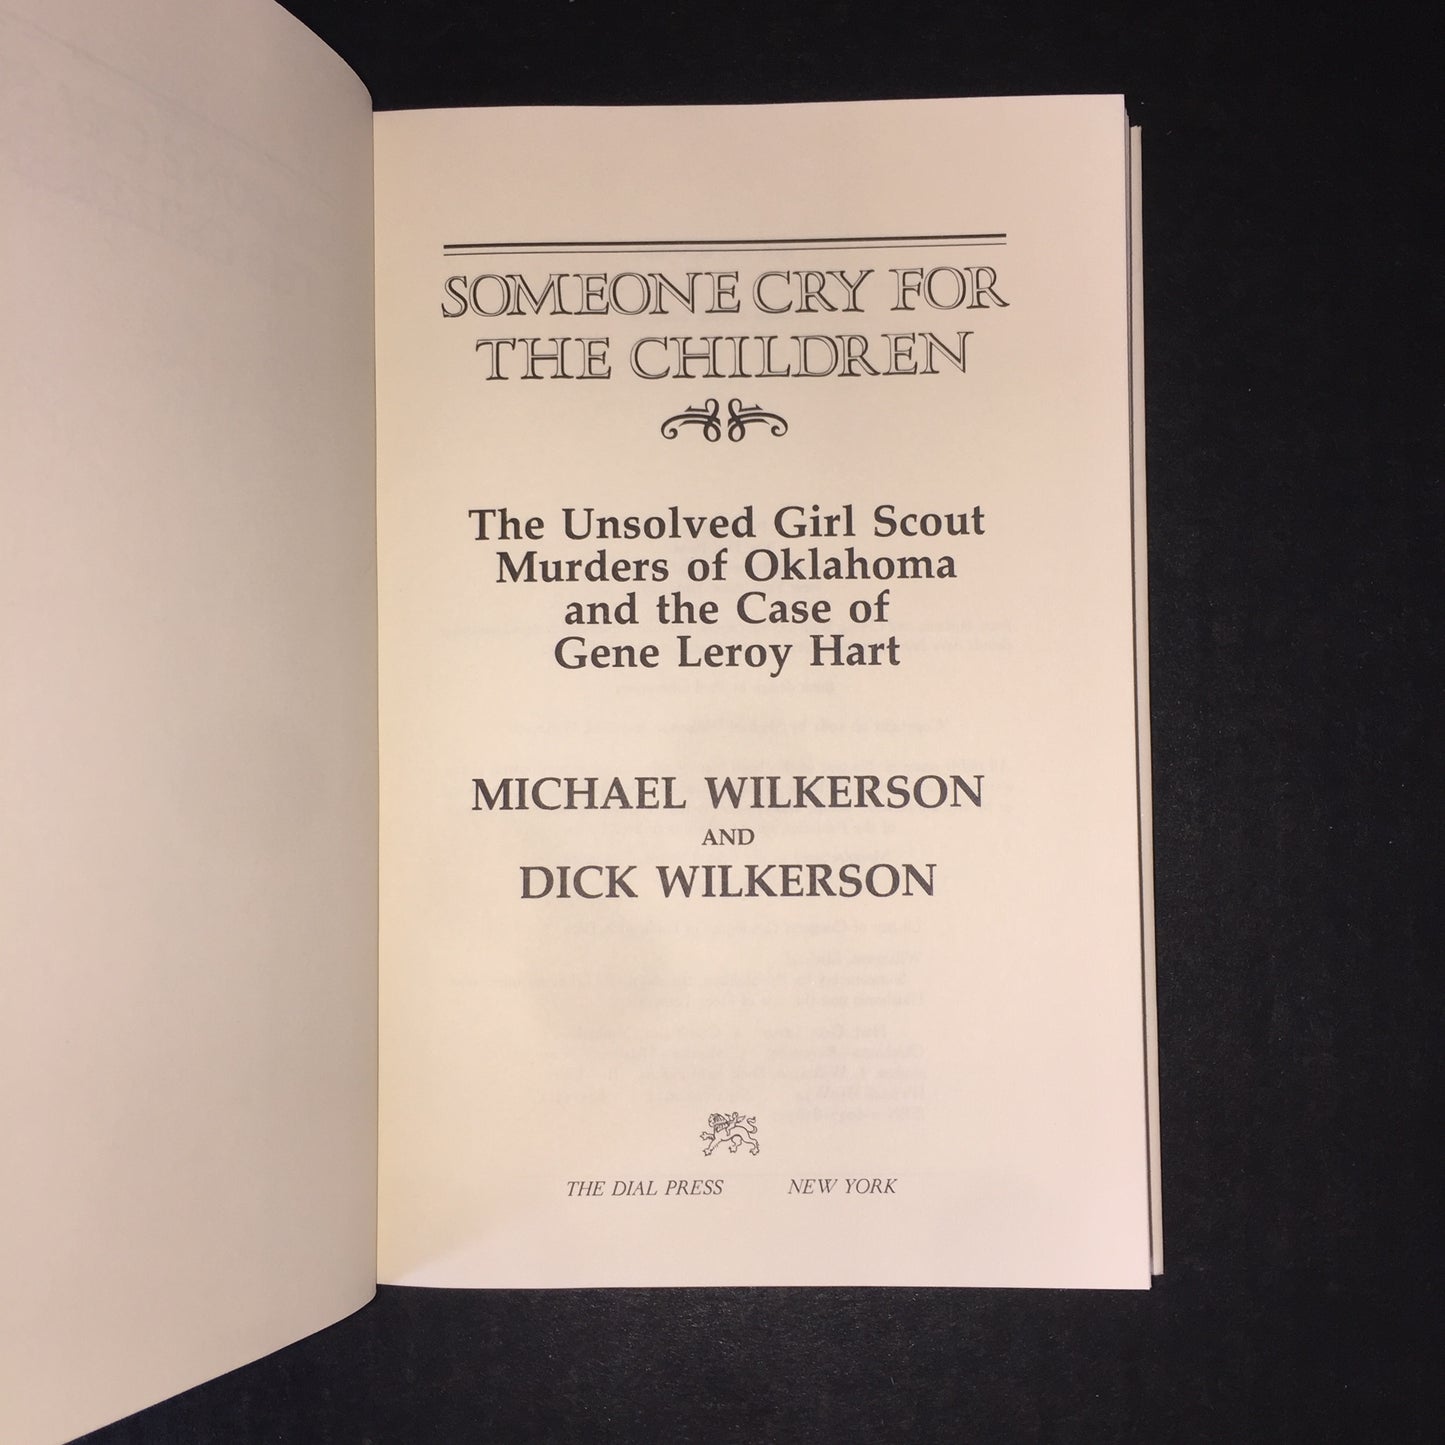 SOMEONE CRY FOR
THE CHILDREN
The Unsolved Girl Scout
Murders of Oklahoma
and the Case of
Gene Leroy Hart
MICHAEL WILKERSON
AND
DICK WILKERSON
THE DIAL PRESS NEW YORK